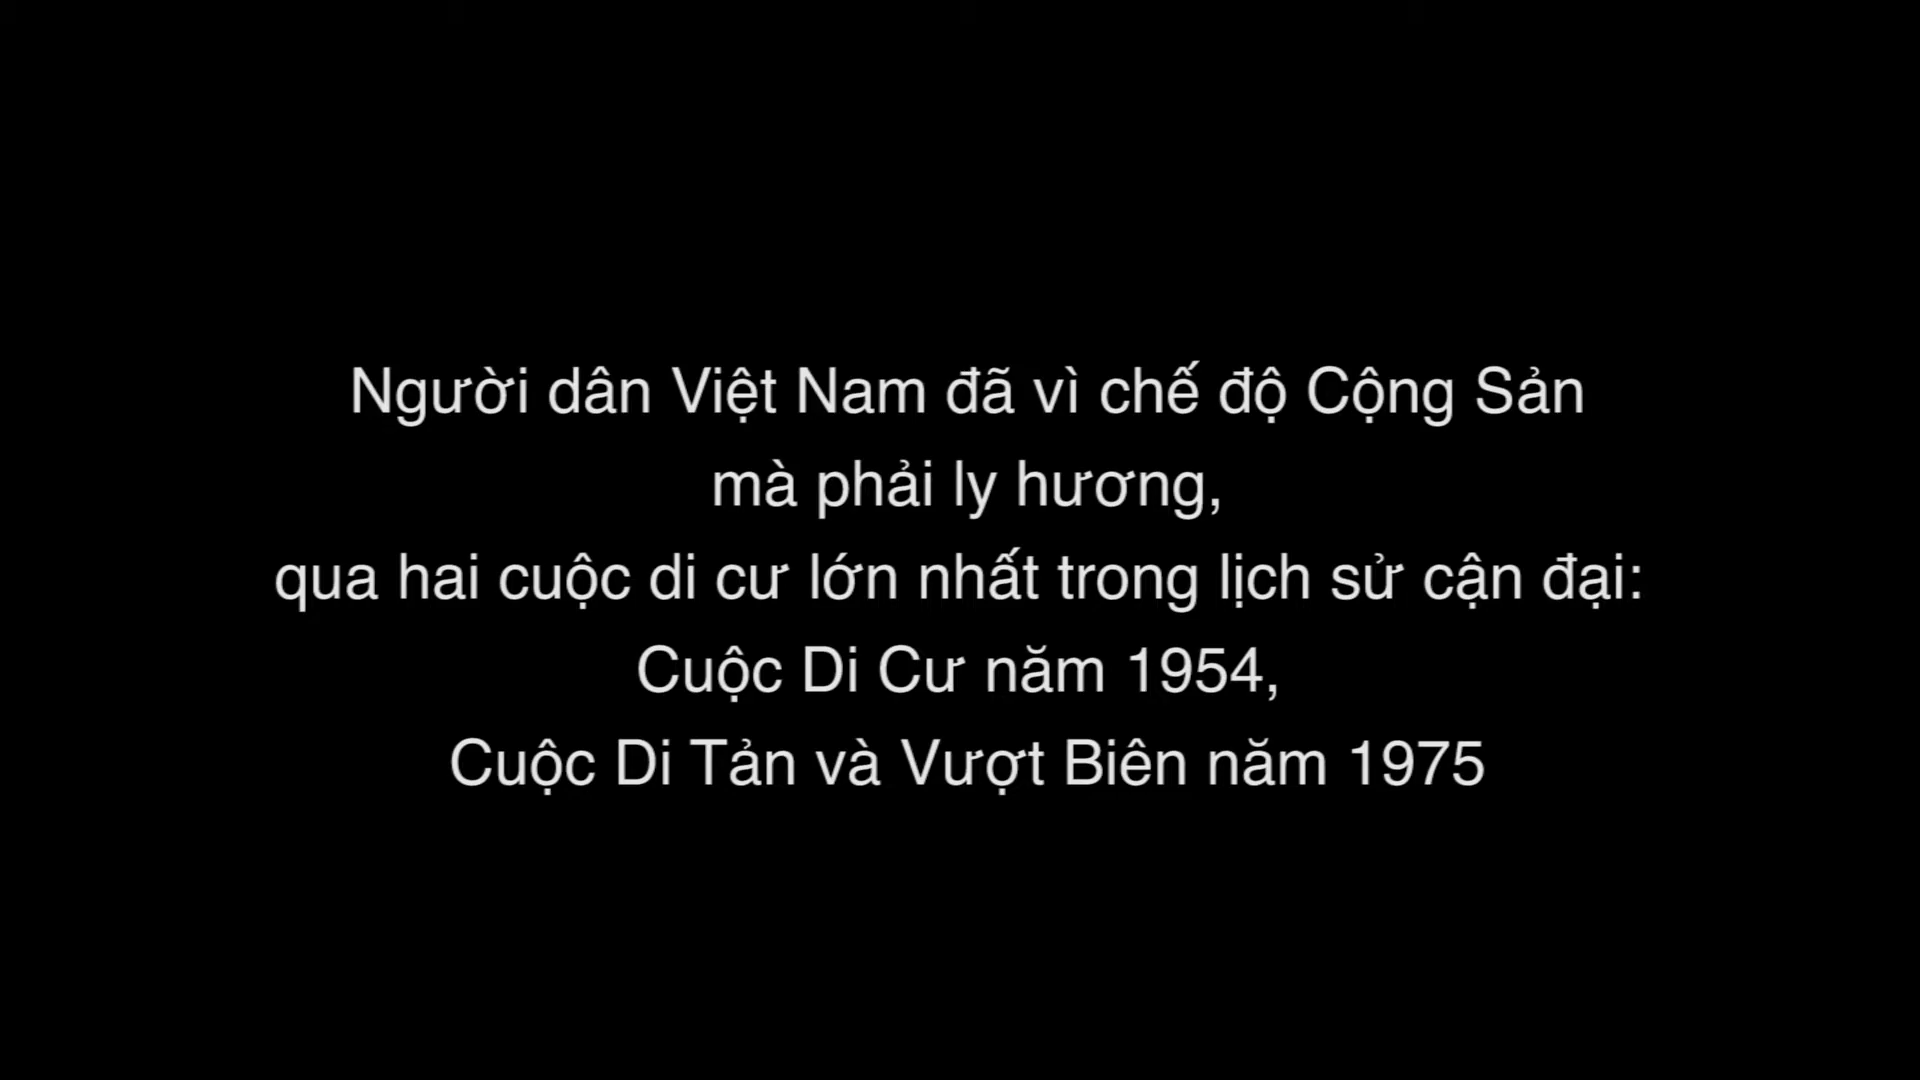 Người dân Việt Nam đã vì chế độ Cộng Sản
mà phải ly hương,
qua hai cuộc di cư lớn nhất trong lịch sử cận đại:
Cuộc Di Cư năm 1954,
Cuộc Di Tản và Vượt Biên năm 1975